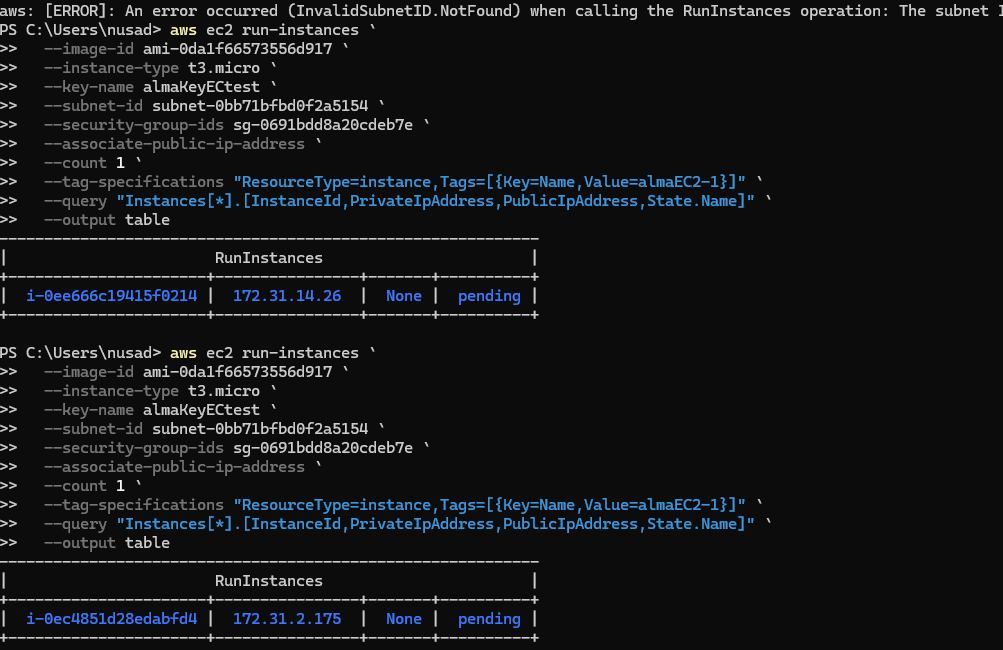 aws: [ERROR]: An error occurred (InvalidSubnetID.NotFound) when calling the RunInstances operation: The subnet
PS C:\Users\nusad> aws ec2 run-instances `
>>   --image-id ami-0da1f66573556d917 `
>>   --instance-type t3.micro `
>>   --key-name almaKeyECtest `
>>   --subnet-id subnet-0bb71bfbd0f2a5154 `
>>   --security-group-ids sg-0691bdd8a20cdeb7e `
>>   --associate-public-ip-address `
>>   --count 1 `
>>   --tag-specifications "ResourceType=instance,Tags=[{Key=Name,Value=almaEC2-1}]" `
>>   --query "Instances[*].[InstanceId,PrivateIpAddress,PublicIpAddress,State.Name]" `
>>   --output table
------------------------------------------------------------
|                       RunInstances                       |
+----------------------+----------------+-------+----------+
|  i-0ee666c19415f0214 |  172.31.14.26  |  None |  pending |
+----------------------+----------------+-------+----------+
PS C:\Users\nusad> aws ec2 run-instances `
>>   --image-id ami-0da1f66573556d917 `
>>   --instance-type t3.micro `
>>   --key-name almaKeyECtest `
>>   --subnet-id subnet-0bb71bfbd0f2a5154 `
>>   --security-group-ids sg-0691bdd8a20cdeb7e `
>>   --associate-public-ip-address `
>>   --count 1 `
>>   --tag-specifications "ResourceType=instance,Tags=[{Key=Name,Value=almaEC2-1}]" `
>>   --query "Instances[*].[InstanceId,PrivateIpAddress,PublicIpAddress,State.Name]" `
>>   --output table
------------------------------------------------------------
|                       RunInstances                       |
+----------------------+----------------+-------+----------+
|  i-0ec4851d28edabfd4 |  172.31.2.175  |  None |  pending |
+----------------------+----------------+-------+----------+